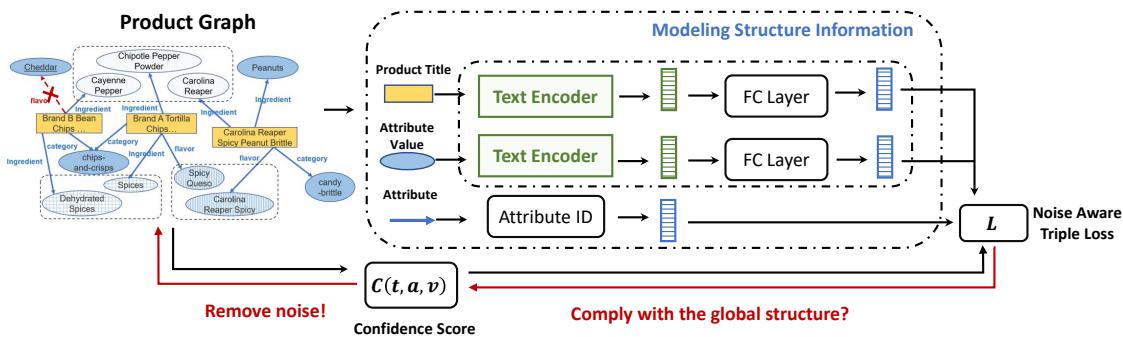 Product Graph
Cheddar
Chipotle Pepper
Powder
Cayenne
Pepper
Carolina
Reaper
Peanuts
flavor
Ingredient
Ingredient
Ingredient
Ingredient
Brand B Bean
Chips ...
Brand A Tortilla
Chips...
Carolina Reaper
Spicy Peanut Brittle
Ingredient
category
category
Ingredient
flavor
flavor
category
chips-
and-crisps
Spices
Dehydrated
Spices
Spicy
Queso
Carolina
Reaper Spicy
candy
-brittle
Modeling Structure Information
Product Title
Text Encoder
FC Layer
Attribute
Value
Text Encoder
FC Layer
Attribute
Attribute ID
L
Noise Aware
Triple Loss
C(t, a, v)
Confidence Score
Remove noise!
Comply with the global structure?